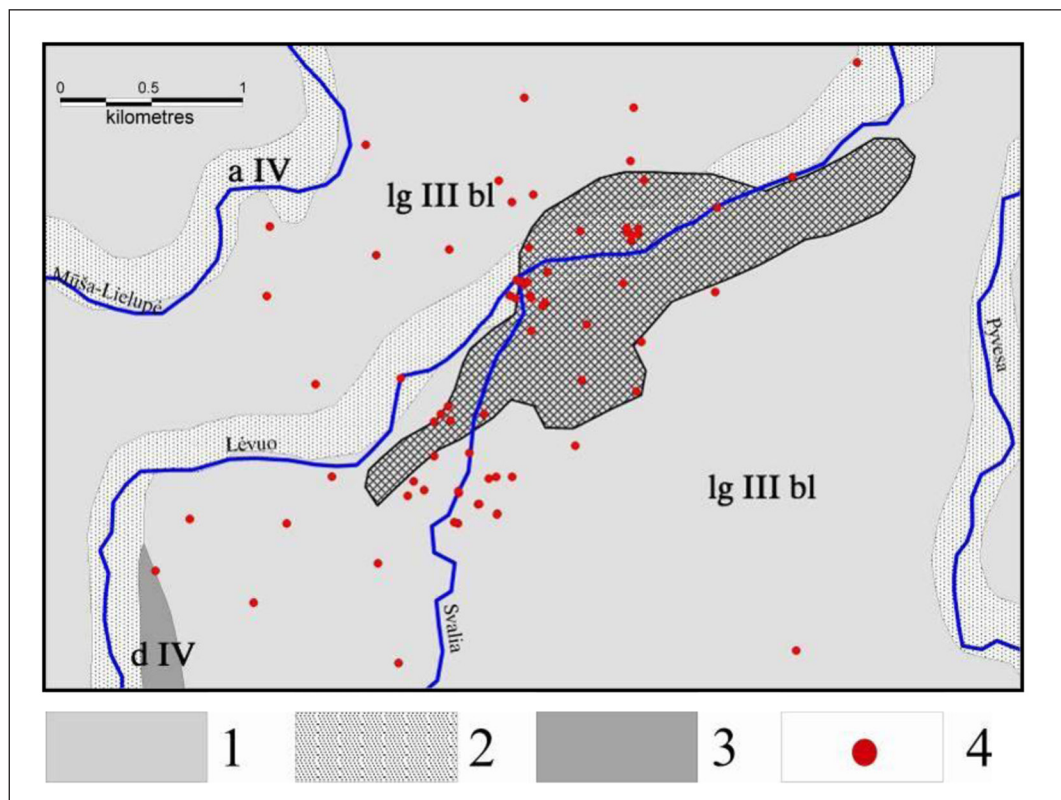 0 0.5 1
kilometres
a IV
lg III bl
Mūša-Lielupė
Pyvesa
Lėvuo
lg III bl
Svalia
d IV
1 2 3 4